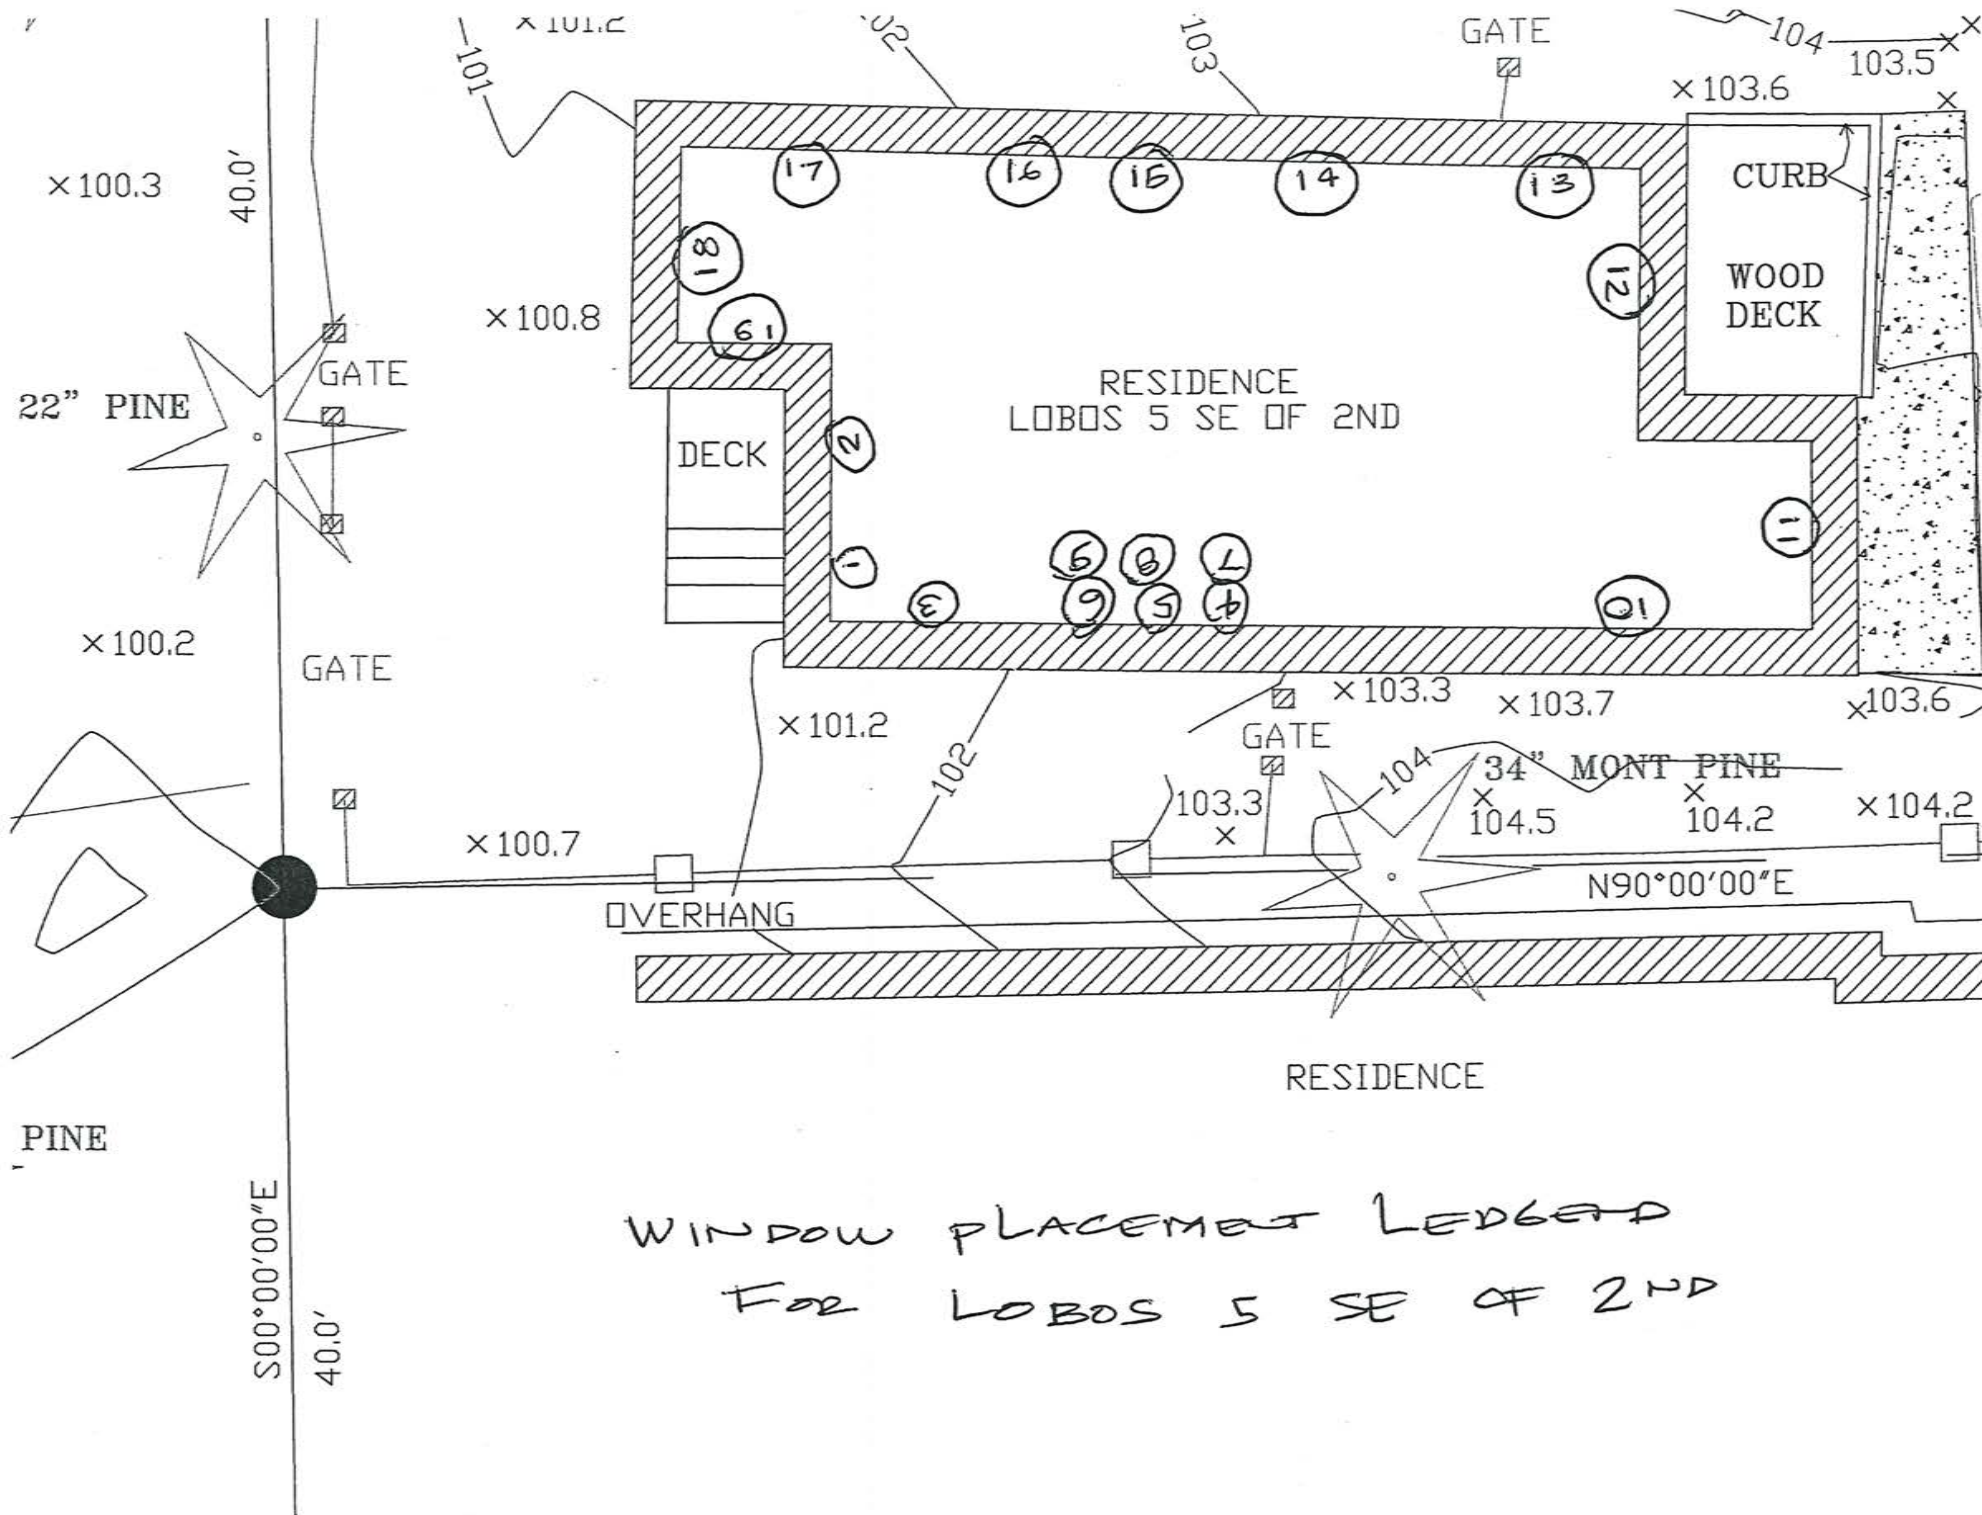 × 101.2
GATE
101
103
104
103.5
×103.6
×100.3
40.0'
CURB
17
16
15
14
13
18
12
19
WOOD
DECK
×100.8
GATE
22" PINE
RESIDENCE
LOBOS 5 SE OF 2ND
DECK
2
1
3
9
8
7
6
5
4
11
10
×100.2
GATE
×101.2
102
×103.3
×103.7
×103.6
GATE
104
34" MONT PINE
103.3
×
×
104.5
×
104.2
×104.2
×100.7
N90°00'00"E
OVERHANG
RESIDENCE
PINE
S00°00'00"E
40.0'
WINDOW PLACEMENT LEDGEND
FOR LOBOS 5 SE OF 2ND